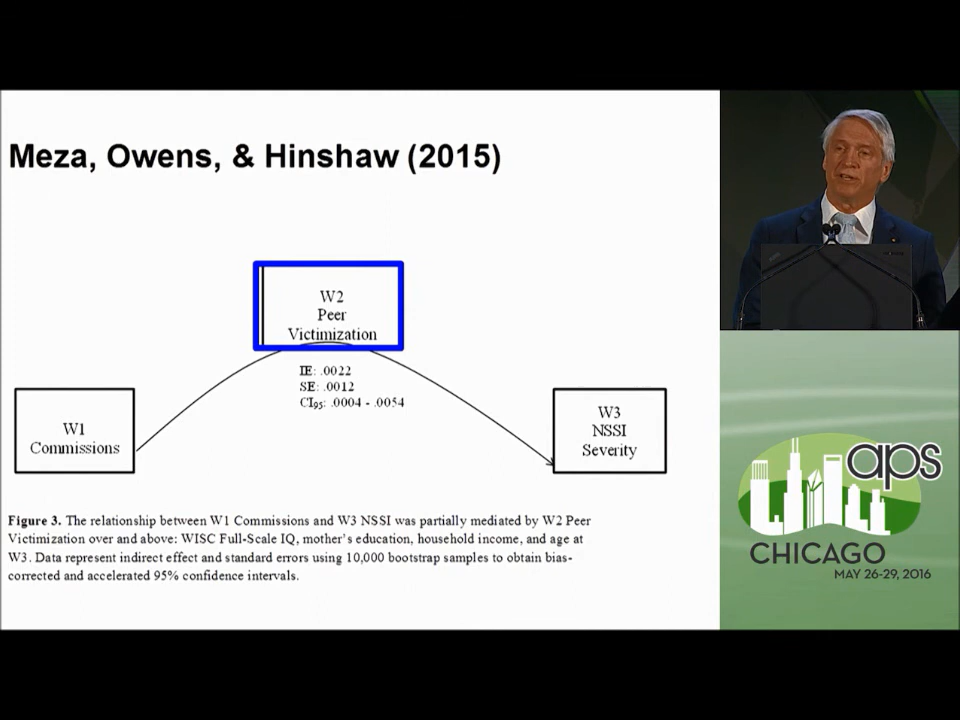 Meza, Owens, & Hinshaw (2015)
W2
Peer
Victimization
IE: .0022
SE: .0012
CI95: .0004 - .0054
W1
Commissions
W3
NSSI
Severity
Figure 3. The relationship between W1 Commissions and W3 NSSI was partially mediated by W2 Peer
Victimization over and above: WISC Full-Scale IQ, mother's education, household income, and age at
W3. Data represent indirect effect and standard errors using 10,000 bootstrap samples to obtain bias-
corrected and accelerated 95% confidence intervals.
aps
CHICAGO
MAY 26-29, 2016